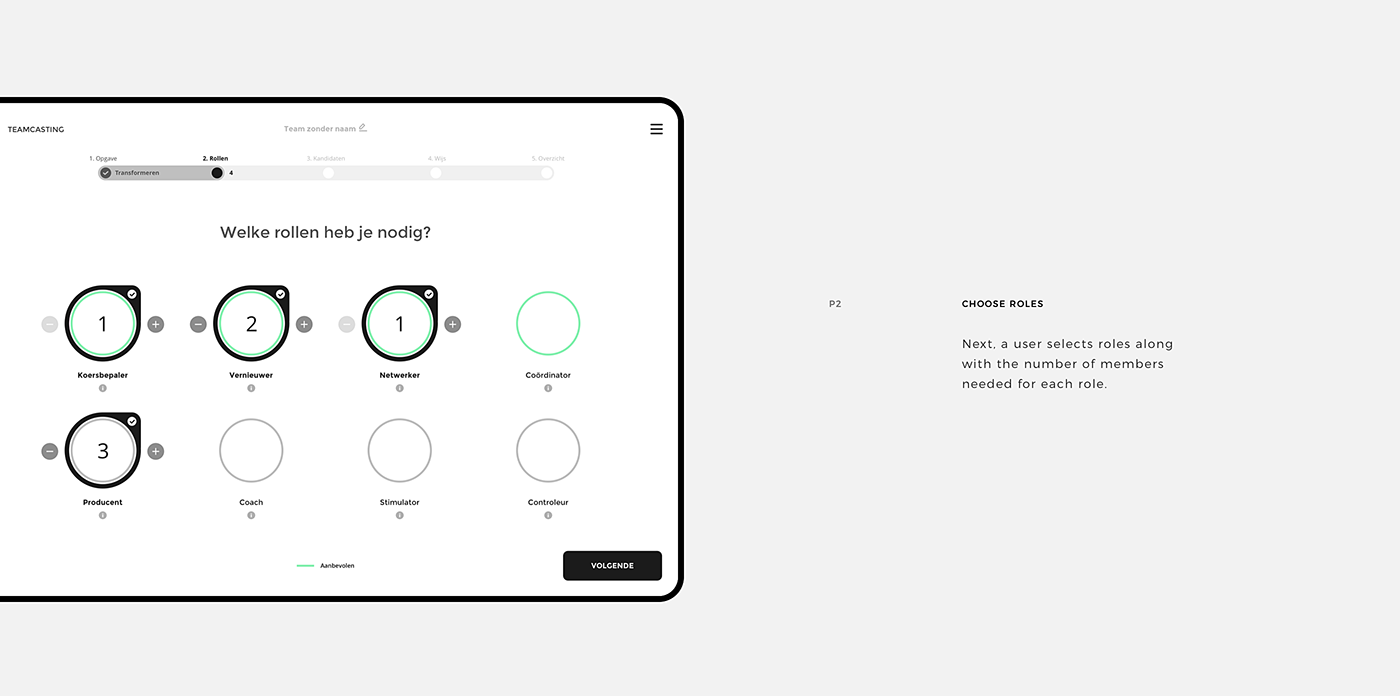 TEAMCASTING
Team zonder naam
1. Opgave 2. Rollen 3. Kandidaten 4. Wijs 5. Overzicht
Transformeren 4
Welke rollen heb je nodig?
1 2 1
Koersbepaler Vernieuwer Netwerker Coördinator
3
Producent Coach Stimulator Controleur
Aanbevolen
VOLGENDE
P2
CHOOSE ROLES
Next, a user selects roles along
with the number of members
needed for each role.